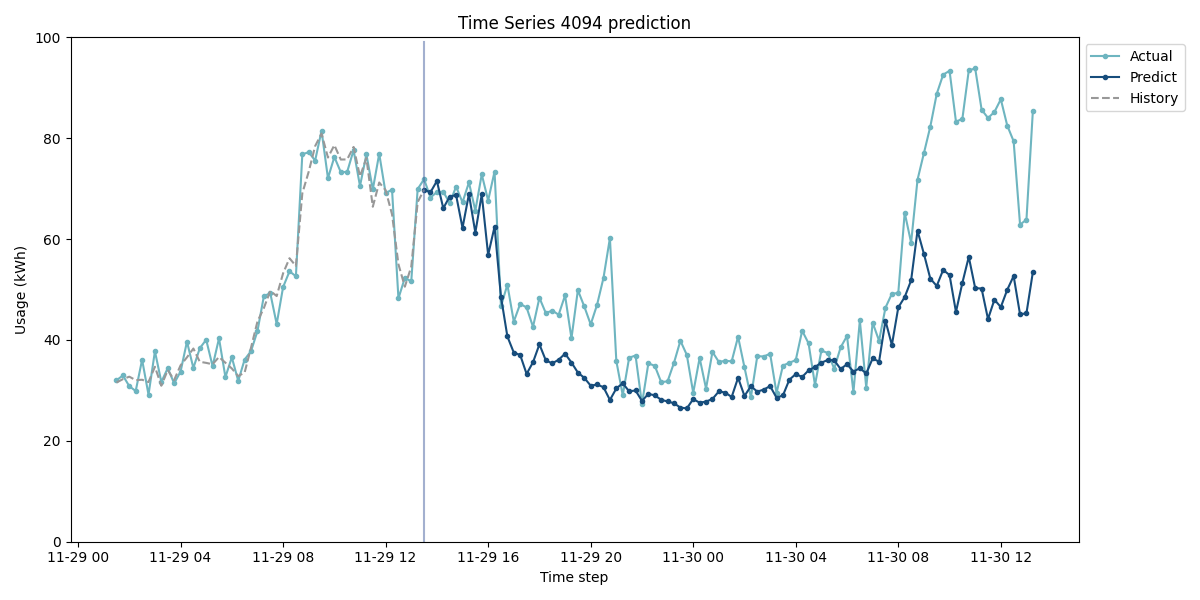 Time Series 4094 prediction
100
80
60
40
20
0
Usage (kWh)
11-29 00 11-29 04 11-29 08 11-29 12 11-29 16 11-29 20 11-30 00 11-30 04 11-30 08 11-30 12
Time step
Actual
Predict
History